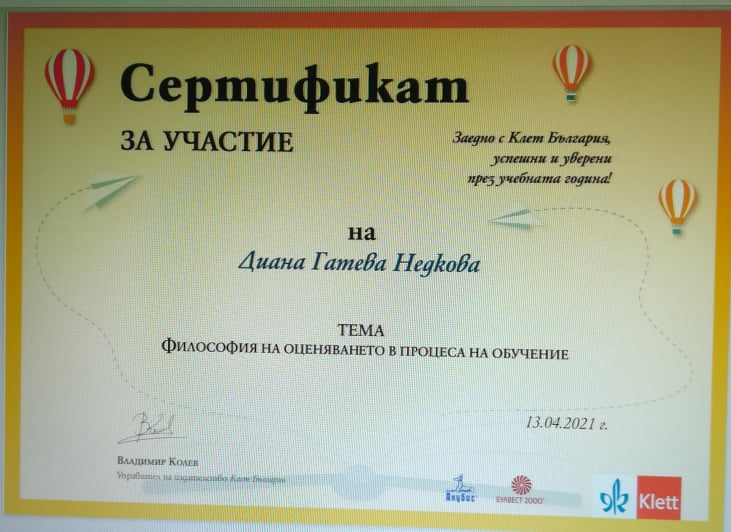 Сертификат
ЗА УЧАСТИЕ
Заедно с Клет България,
успешни и уверени
през учебната година!
на
Диана Гатева Недкова
ТЕМА
ФИЛОСОФИЯ НА ОЦЕНЯВАНЕТО В ПРОЦЕСА НА ОБУЧЕНИЕ
13.04.2021 г.
ВЛАДИМИР КОЛЕВ
Управител на издателство Клет България
Анубис
БУЛВЕСТ 2000
Klett